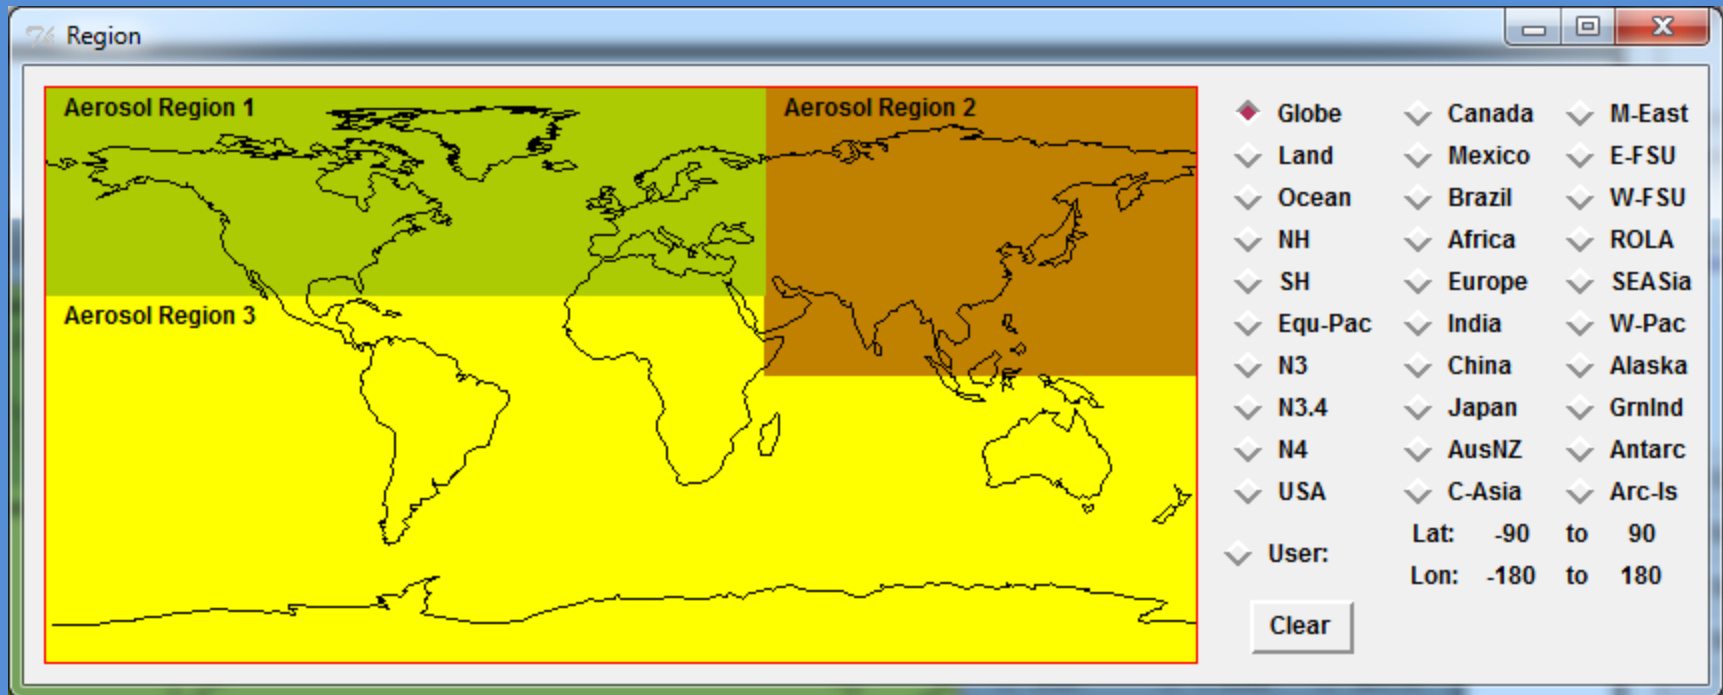 Region
Aerosol Region 1
Aerosol Region 2
Aerosol Region 3
Globe Canada M-East
Land Mexico E-FSU
Ocean Brazil W-FSU
NH Africa ROLA
SH Europe SEASia
Equ-Pac India W-Pac
N3 China Alaska
N3.4 Japan Grnlnd
N4 AusNZ Antarc
USA C-Asia Arc-Is
User:
Lat: -90 to 90
Lon: -180 to 180
Clear